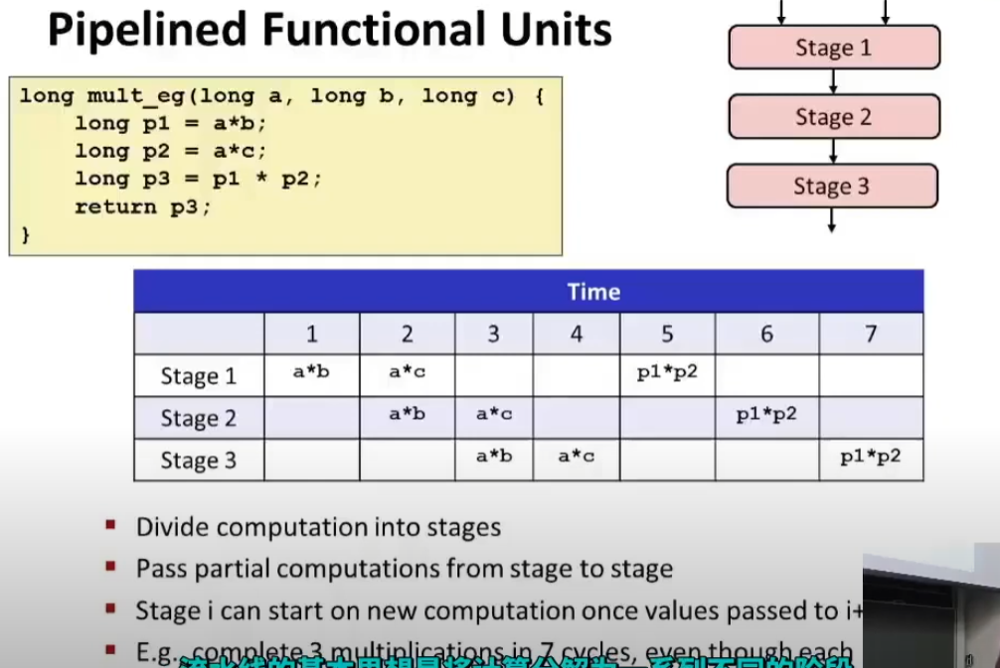 Pipelined Functional Units
long mult_eg(long a, long b, long c) {
long p1 = a*b;
long p2 = a*c;
long p3 = p1 * p2;
return p3;
}
Stage 1
Stage 2
Stage 3
Time
1 2 3 4 5 6 7
Stage 1 a*b a*c p1*p2
Stage 2 a*b a*c p1*p2
Stage 3 a*b a*c p1*p2
Divide computation into stages
Pass partial computations from stage to stage
Stage i can start on new computation once values passed to i+
E.g., complete 3 multiplications in 7 cycles, even though each
流水线的基本思想是将计算分解为一系列不同的阶段